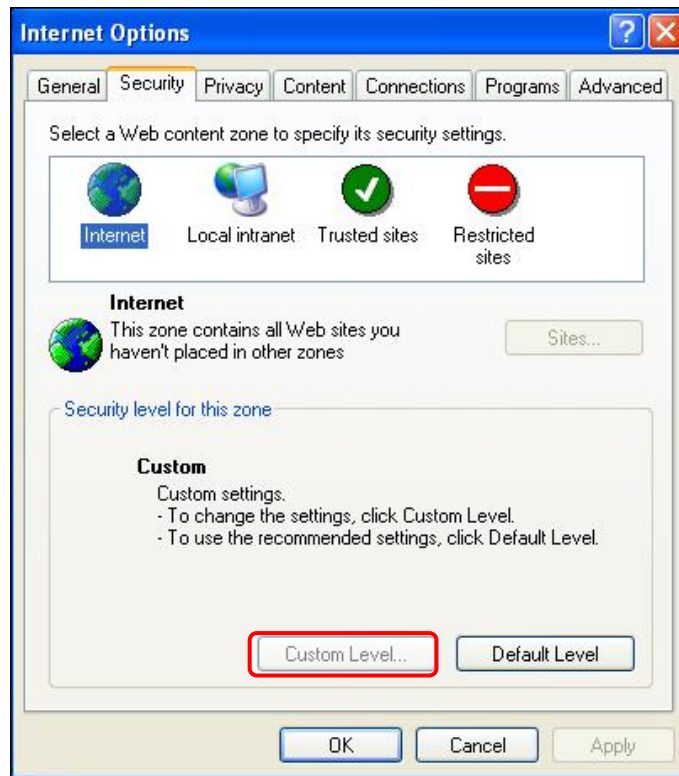 Internet Options
General Security Privacy Content Connections Programs Advanced
Select a Web content zone to specify its security settings.
Internet Local intranet Trusted sites Restricted
sites
Internet
This zone contains all Web sites you
haven't placed in other zones
Sites...
Security level for this zone
Custom
Custom settings.
- To change the settings, click Custom Level.
- To use the recommended settings, click Default Level.
Custom Level... Default Level
OK Cancel Apply